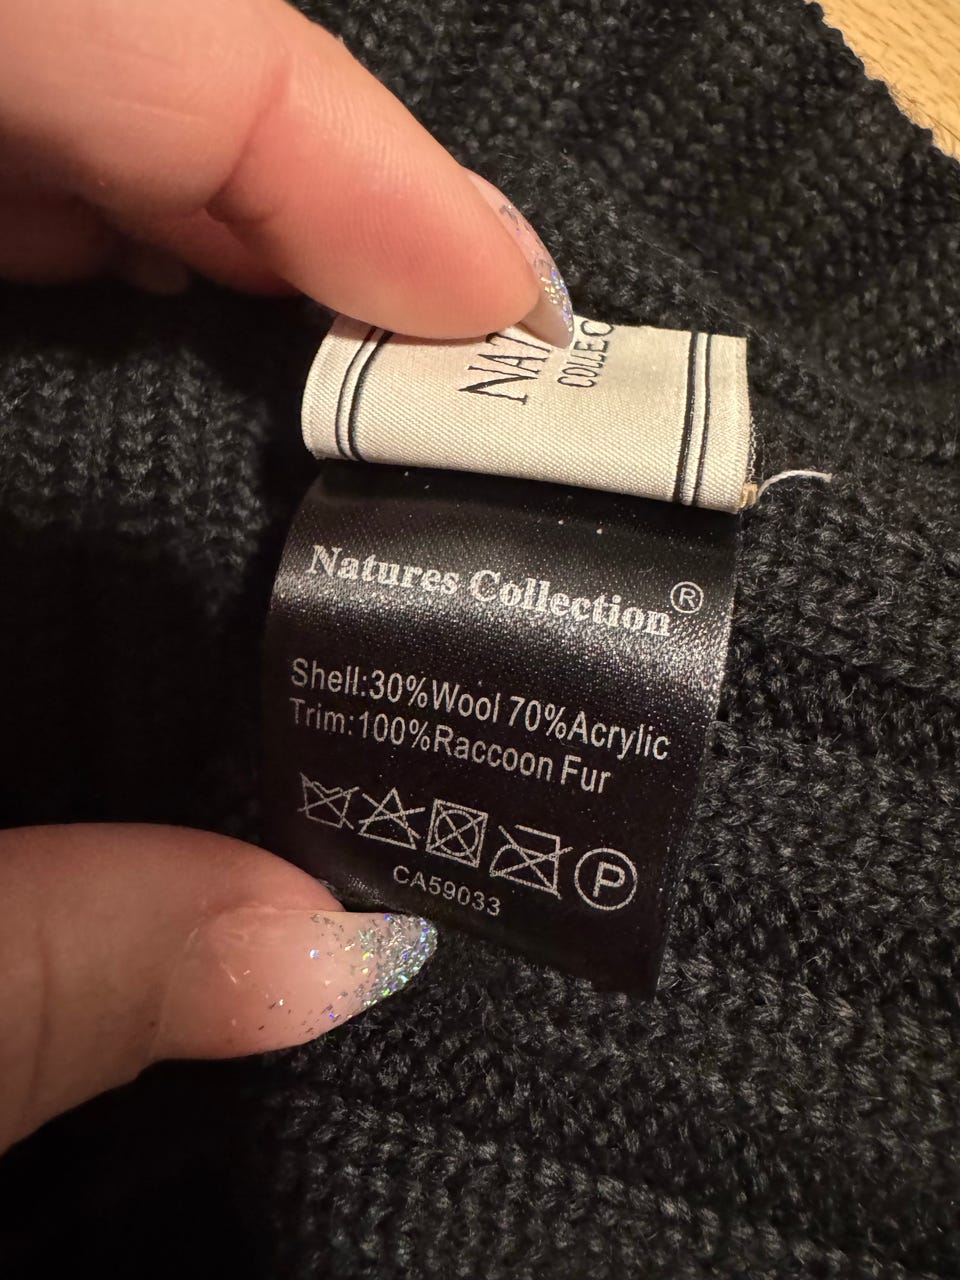 Natures Collection®
Shell:30%Wool 70%Acrylic
Trim:100%Raccoon Fur
P
CA59033